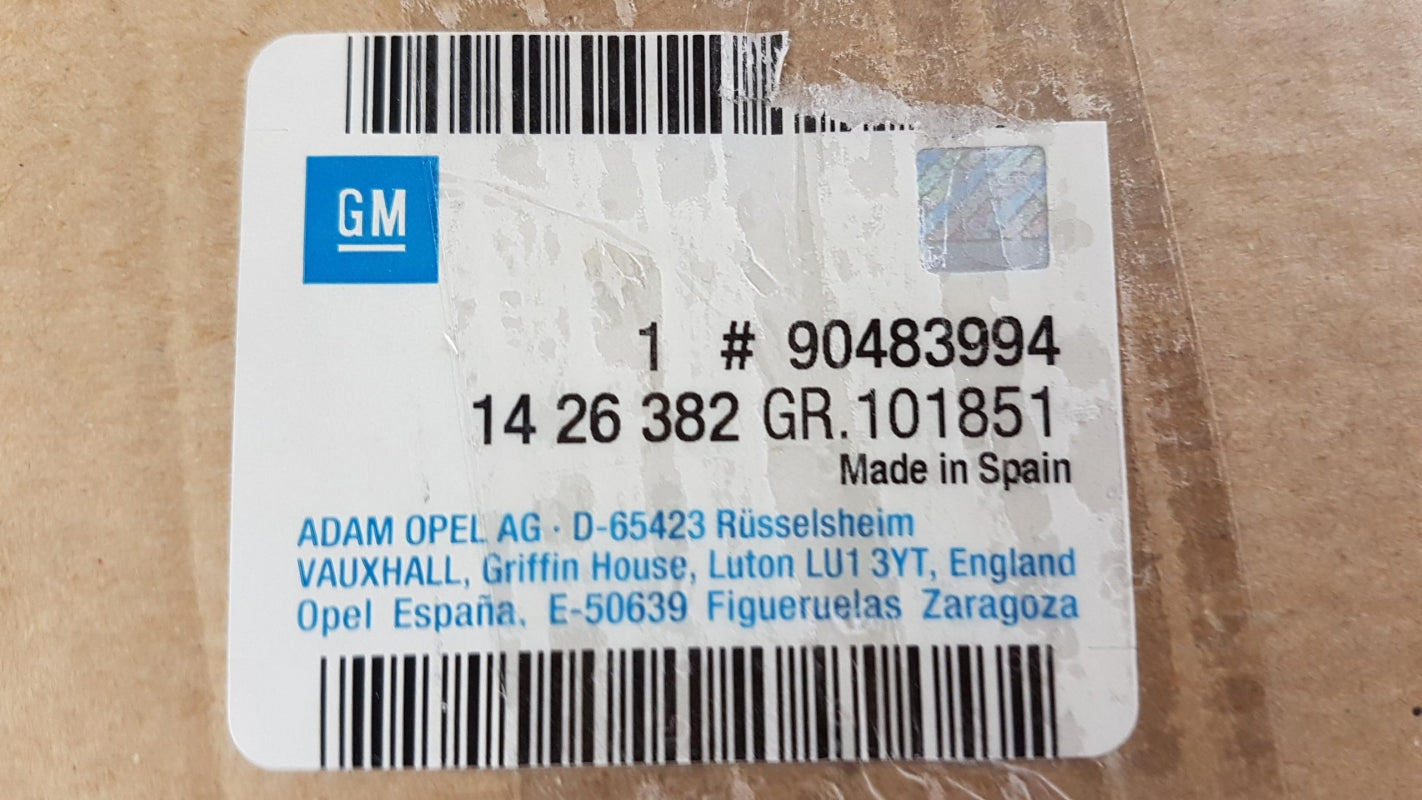 GM
1 # 90483994
14 26 382 GR.101851
Made in Spain
ADAM OPEL AG · D-65423 Rüsselsheim
VAUXHALL, Griffin House, Luton LU1 3YT, England
Opel España. E-50639 Figueruelas Zaragoza